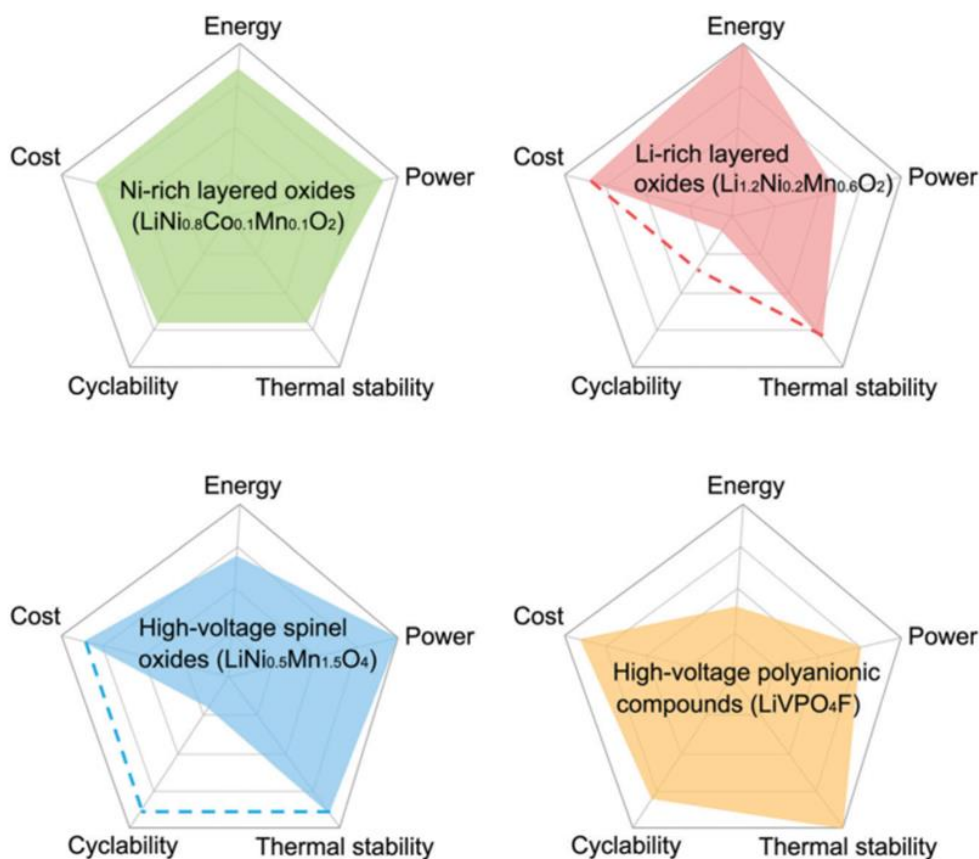 Energy
Cost
Power
Ni-rich layered oxides
(LiNi₀.₈Co₀.₁Mn₀.₁O₂)
Cyclability
Thermal stability
Energy
Cost
Power
Li-rich layered
oxides (Li₁.₂Ni₀.₂Mn₀.₆O₂)
Cyclability
Thermal stability
Energy
Cost
Power
High-voltage spinel
oxides (LiNi₀.₅Mn₁.₅O₄)
Cyclability
Thermal stability
Energy
Cost
Power
High-voltage polyanionic
compounds (LiVPO₄F)
Cyclability
Thermal stability